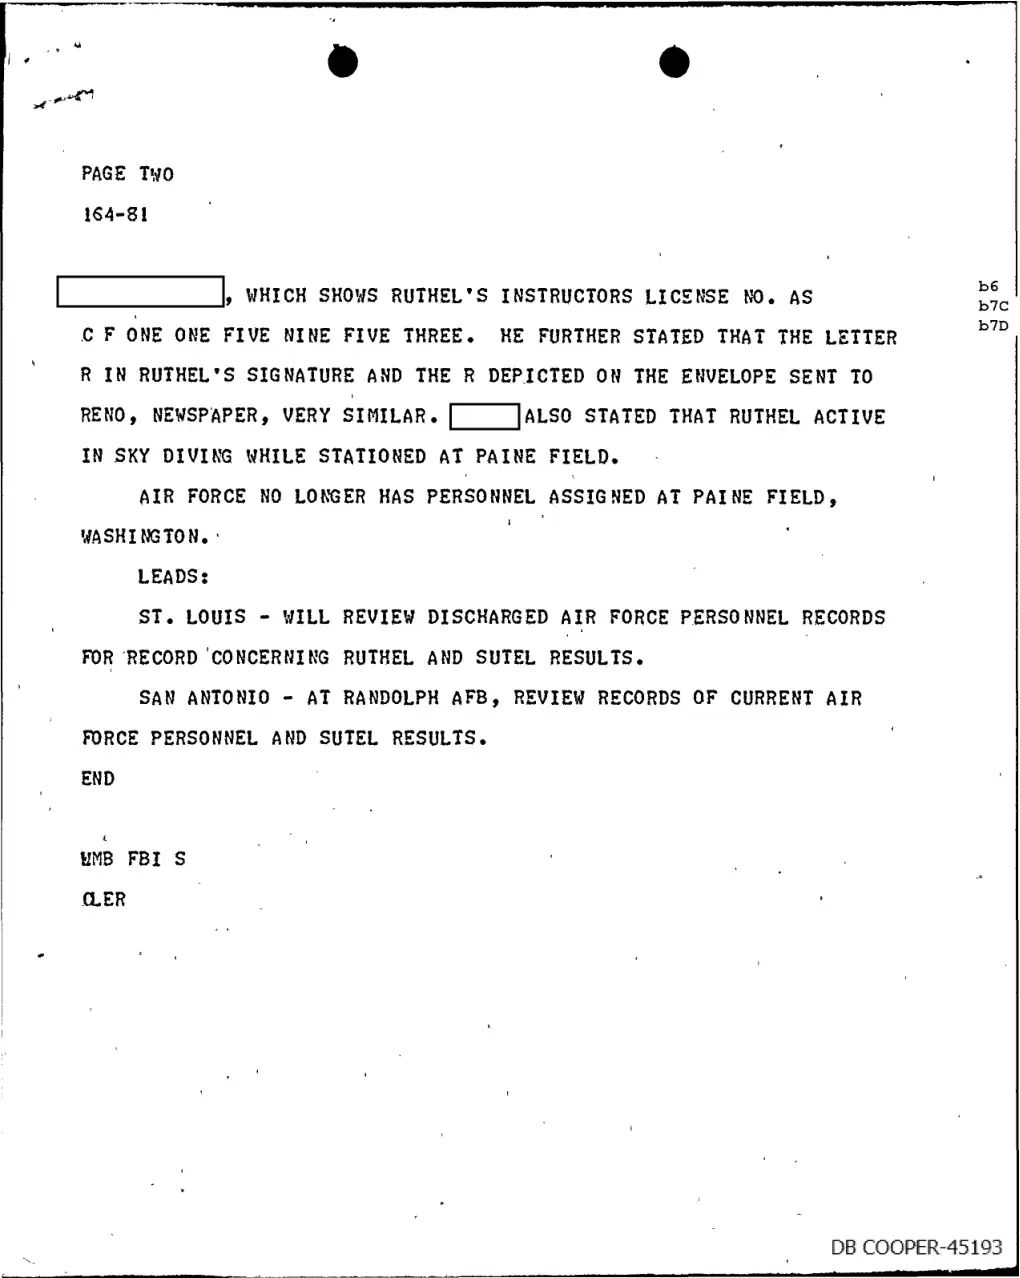 PAGE TWO
164-81
, WHICH SHOWS RUTHEL'S INSTRUCTORS LICENSE NO. AS
b6
b7C
b7D
C F ONE ONE FIVE NINE FIVE THREE. HE FURTHER STATED THAT THE LETTER
R IN RUTHEL'S SIGNATURE AND THE R DEPICTED ON THE ENVELOPE SENT TO
RENO, NEWSPAPER, VERY SIMILAR. ALSO STATED THAT RUTHEL ACTIVE
IN SKY DIVING WHILE STATIONED AT PAINE FIELD.
AIR FORCE NO LONGER HAS PERSONNEL ASSIGNED AT PAINE FIELD,
WASHINGTON.
LEADS:
ST. LOUIS - WILL REVIEW DISCHARGED AIR FORCE PERSONNEL RECORDS
FOR RECORD CONCERNING RUTHEL AND SUTEL RESULTS.
SAN ANTONIO - AT RANDOLPH AFB, REVIEW RECORDS OF CURRENT AIR
FORCE PERSONNEL AND SUTEL RESULTS.
END
WMB FBI S
CLER
DB COOPER-45193